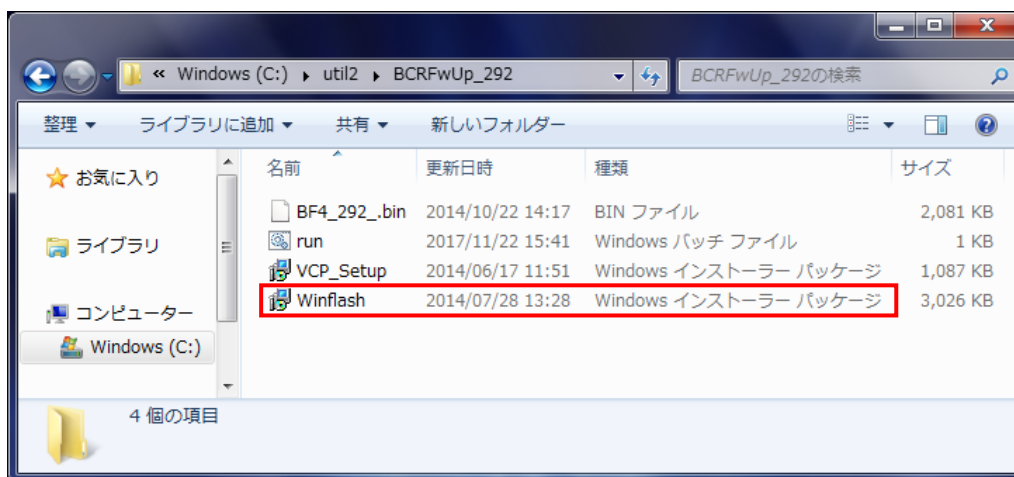 « Windows (C:) ▸ util2 ▸ BCRFwUp_292 BCRFwUp_292の検索
整理 ライブラリに追加 共有 新しいフォルダー
お気に入り
ライブラリ
コンピューター
Windows (C:)
名前 更新日時 種類 サイズ
BF4_292_.bin 2014/10/22 14:17 BIN ファイル 2,081 KB
run 2017/11/22 15:41 Windows バッチ ファイル 1 KB
VCP_Setup 2014/06/17 11:51 Windows インストーラー パッケージ 1,087 KB
Winflash 2014/07/28 13:28 Windows インストーラー パッケージ 3,026 KB
4 個の項目